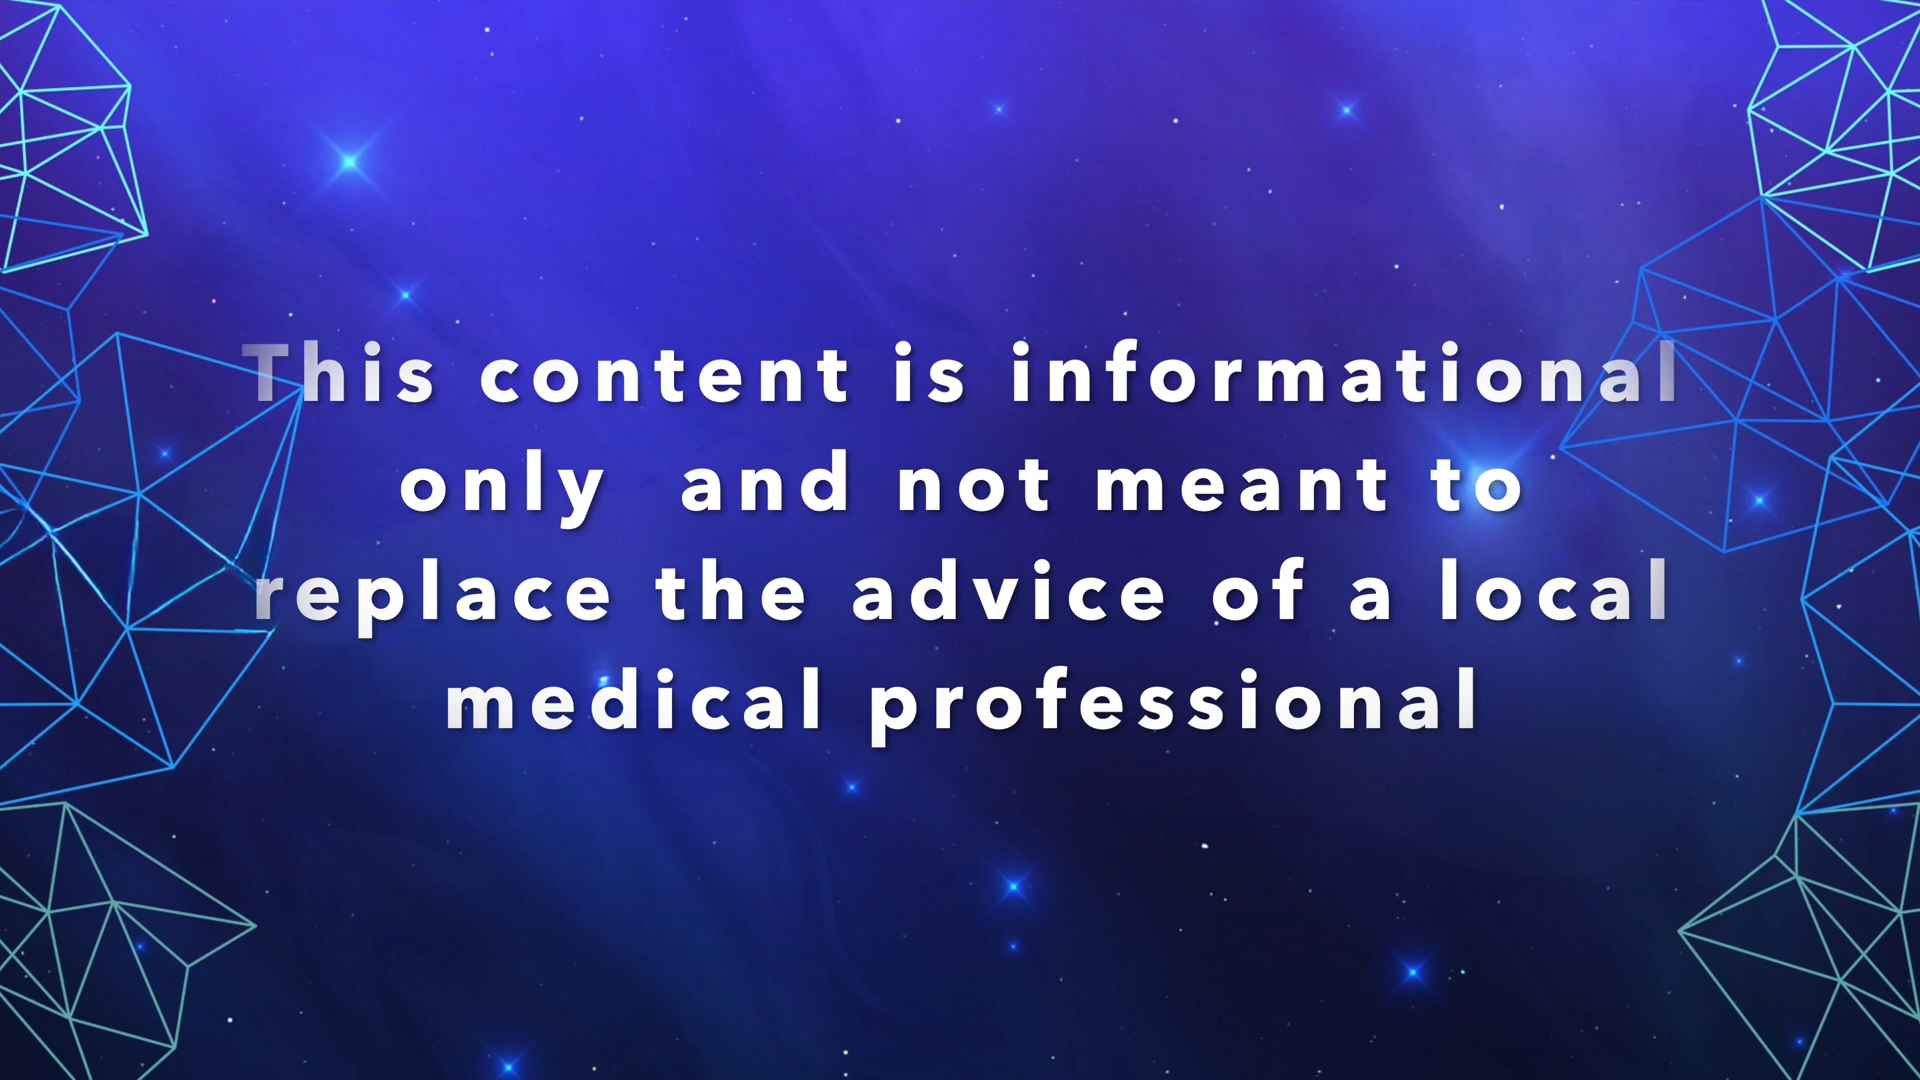 This content is informational
only  and not meant to
replace the advice of a local
medical professional